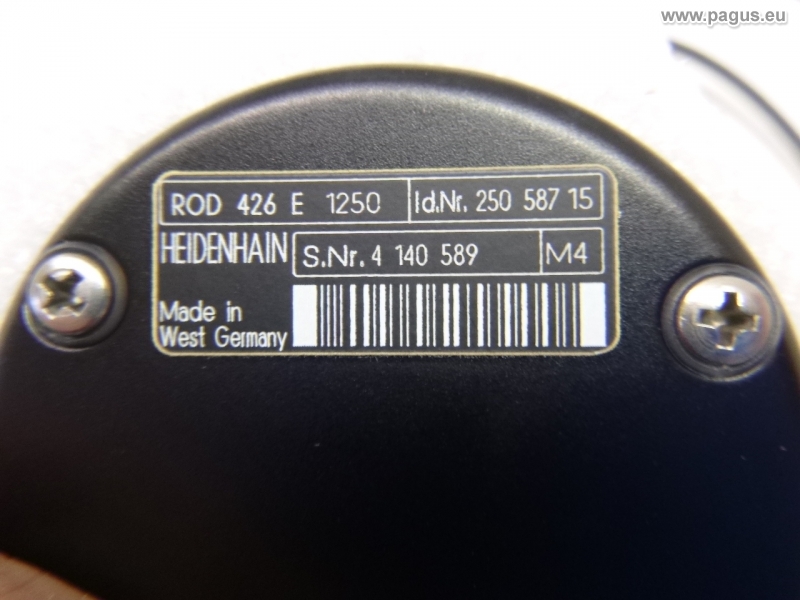 www.pagus.eu
ROD 426 E 1250 Id.Nr. 250 587 15
HEIDENHAIN S.Nr. 4 140 589 M4
Made in
West Germany